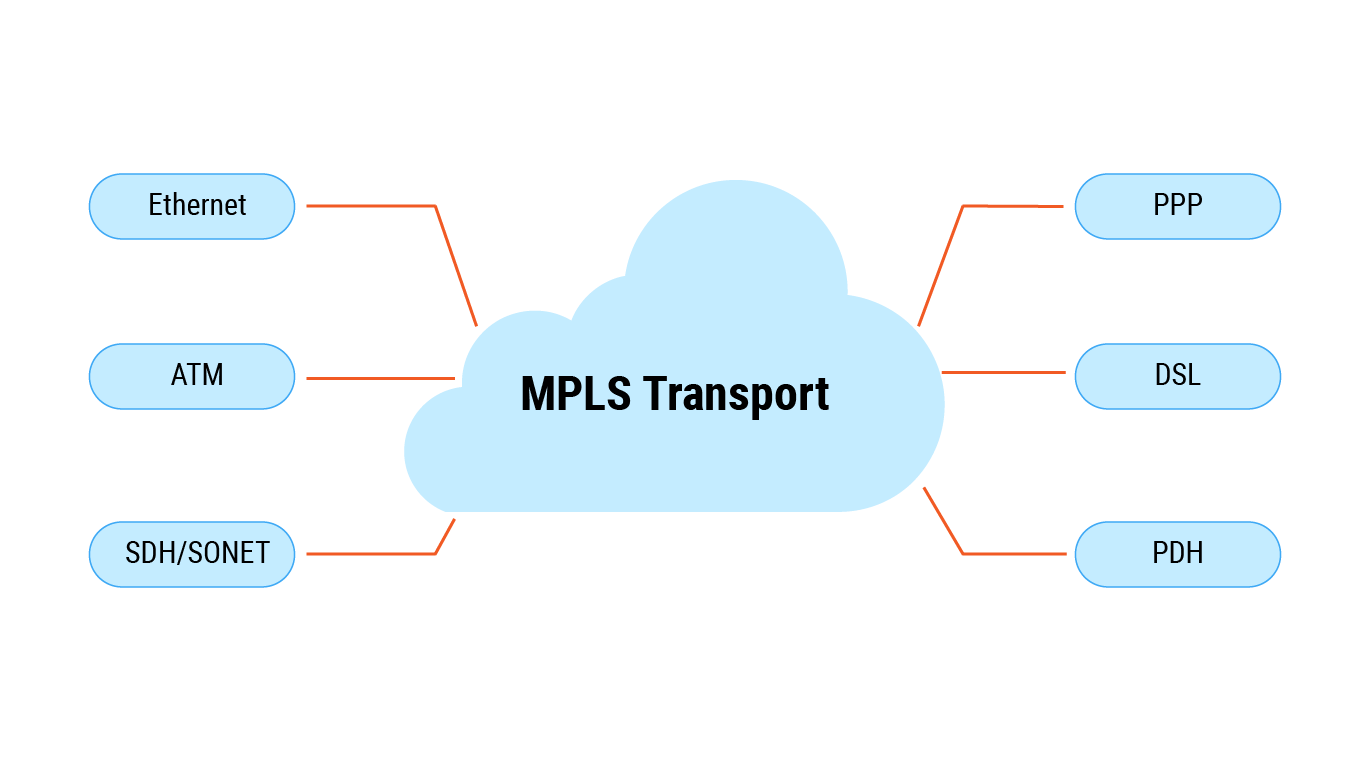 Ethernet
PPP
ATM
MPLS Transport
DSL
SDH/SONET
PDH